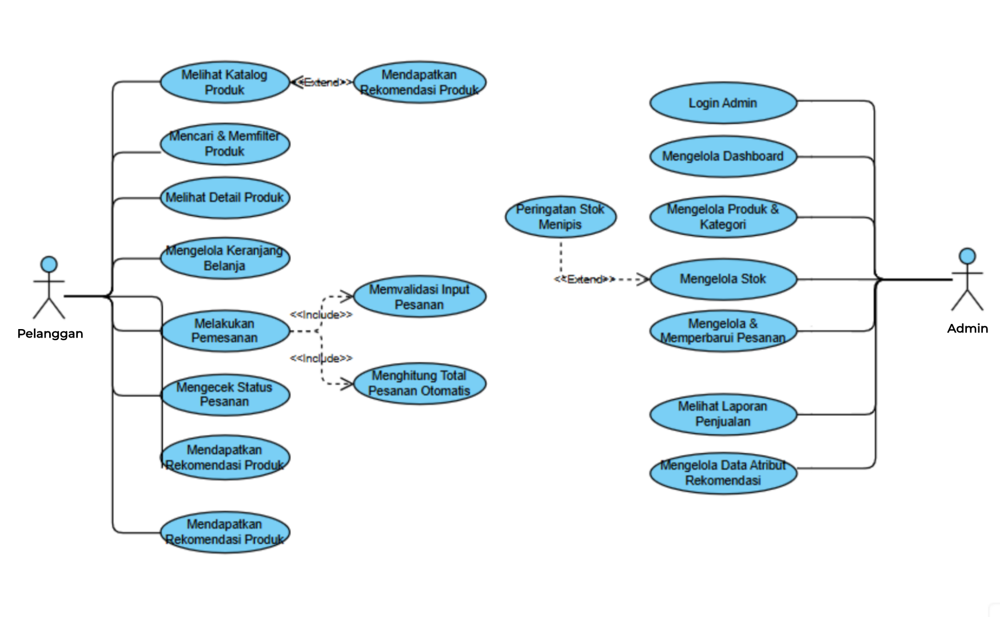 Melihat Katalog
Produk
<<Extend>>
Mendapatkan
Rekomendasi Produk
Mencari & Memfilter
Produk
Melihat Detail Produk
Mengelola Keranjang
Belanja
Pelanggan
Melakukan
Pemesanan
<<Include>>
Memvalidasi Input
Pesanan
<<Include>>
Menghitung Total
Pesanan Otomatis
Mengecek Status
Pesanan
Mendapatkan
Rekomendasi Produk
Mendapatkan
Rekomendasi Produk
Login Admin
Mengelola Dashboard
Peringatan Stok
Menipis
Mengelola Produk &
Kategori
<<Extend>>
Mengelola Stok
Mengelola &
Memperbarui Pesanan
Admin
Melihat Laporan
Penjualan
Mengelola Data Atribut
Rekomendasi